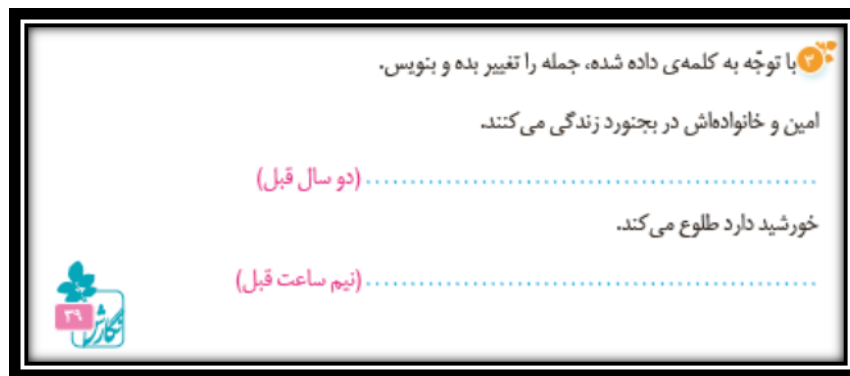 ۳ با توجّه به کلمه‌ی داده شده، جمله را تغییر بده و بنویس.
امین و خانواده‌اش در بجنورد زندگی می‌کنند.
.................................................. (دو سال قبل)
خورشید دارد طلوع می‌کند.
.................................................. (نیم ساعت قبل)
نگارش
۳۹